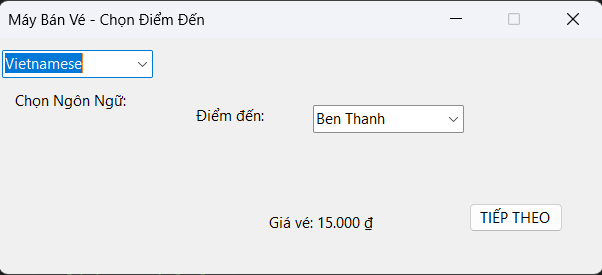 Máy Bán Vé - Chọn Điểm Đến
Vietnamese
Chọn Ngôn Ngữ:
Điểm đến:
Ben Thanh
Giá vé: 15.000 ₫
TIẾP THEO